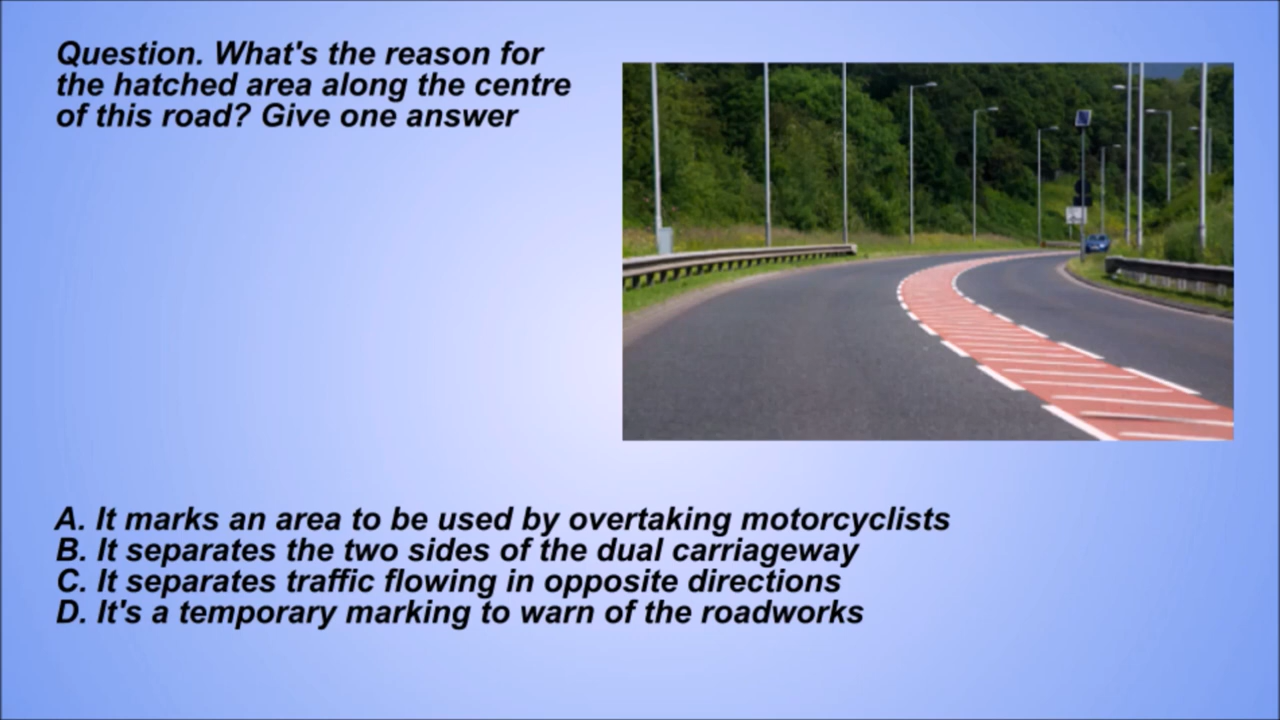 Question. What's the reason for
the hatched area along the centre
of this road? Give one answer
A. It marks an area to be used by overtaking motorcyclists
B. It separates the two sides of the dual carriageway
C. It separates traffic flowing in opposite directions
D. It's a temporary marking to warn of the roadworks